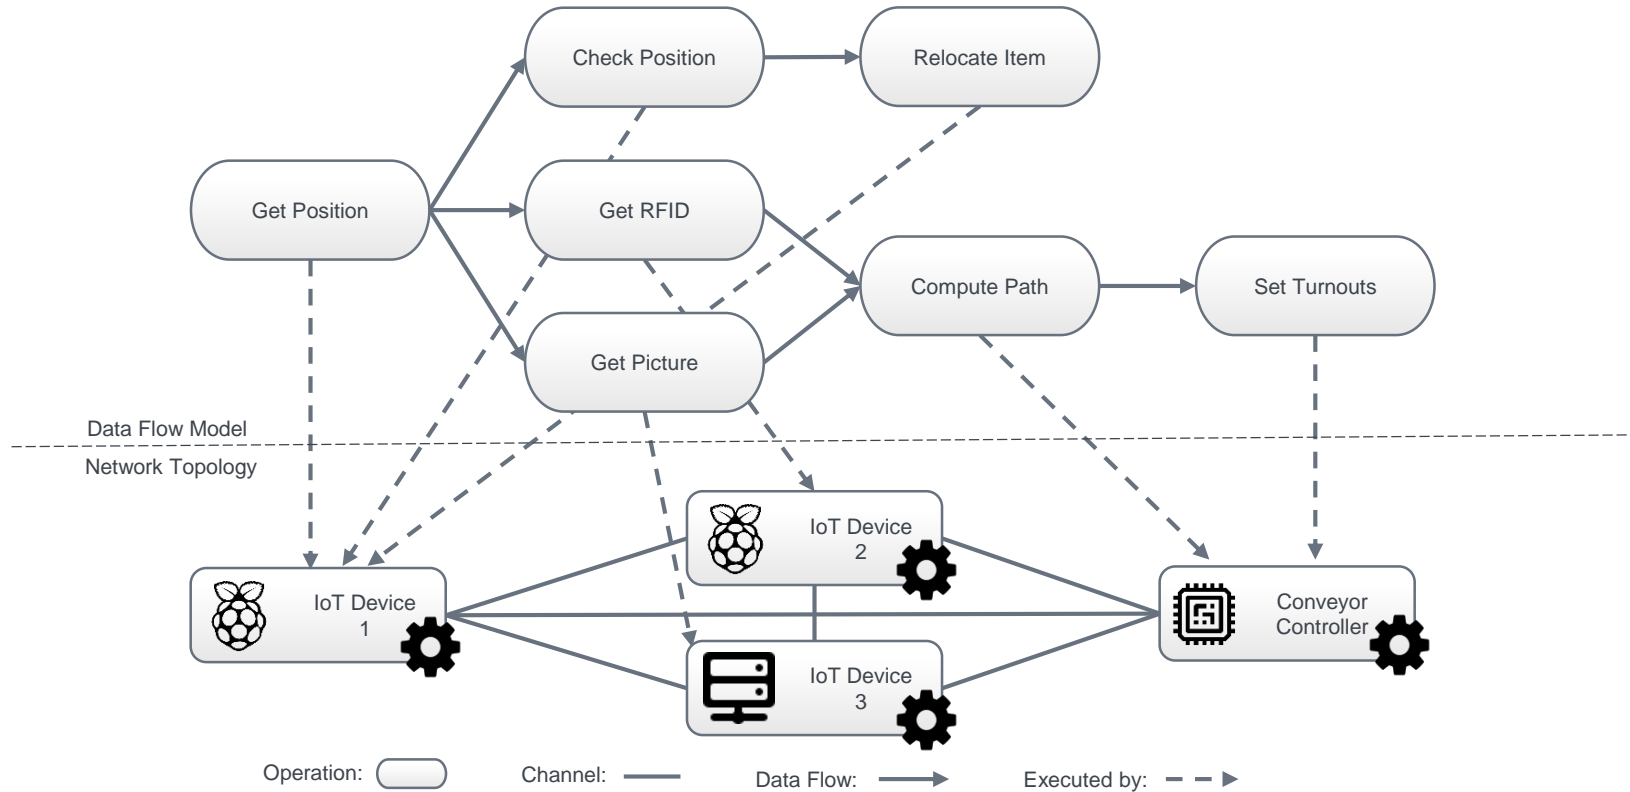 Check Position
Relocate Item
Get Position
Get RFID
Compute Path
Set Turnouts
Get Picture
Data Flow Model
Network Topology
IoT Device
2
IoT Device
1
Conveyor
Controller
IoT Device
3
Operation:
Channel:
Data Flow:
Executed by: